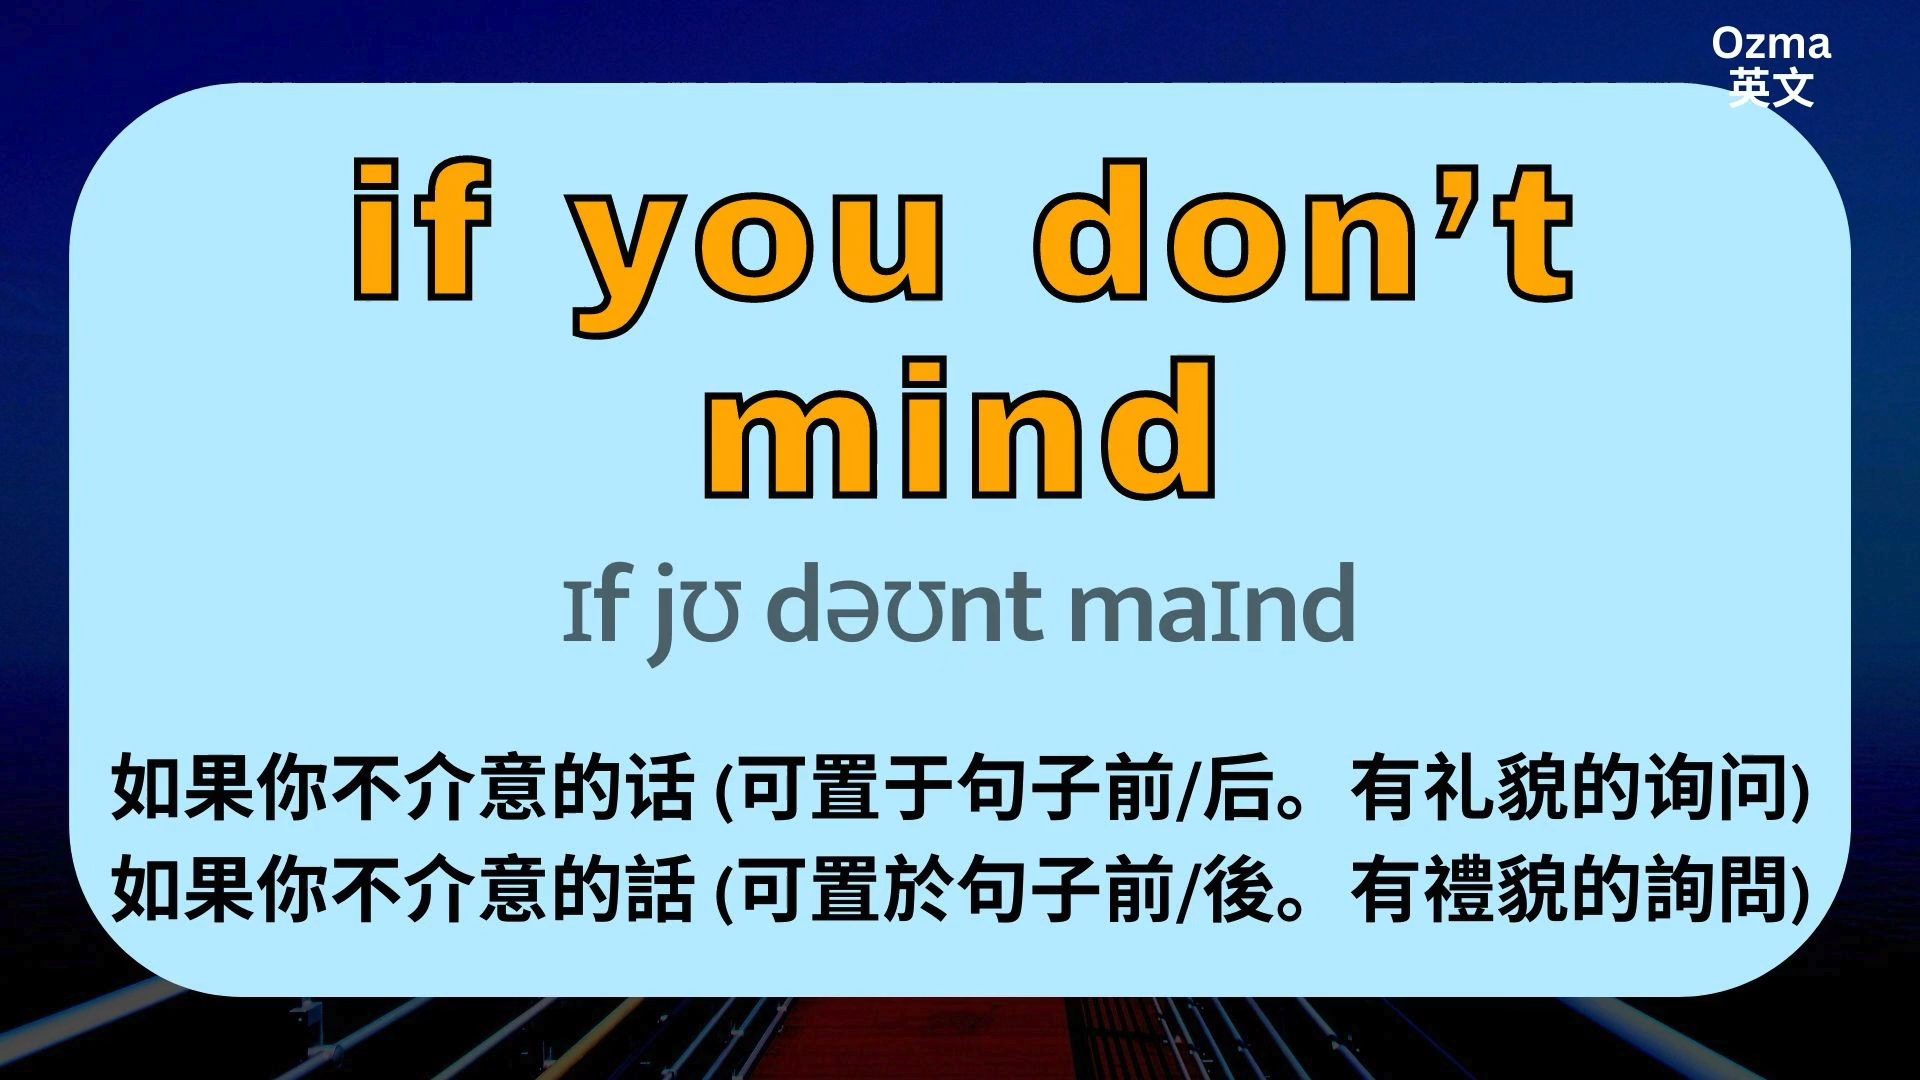 Ozma
英文
if you don’t
mind
ɪf jʊ dəʊnt maɪnd
如果你不介意的话 (可置于句子前/后。有礼貌的询问)
如果你不介意的話 (可置於句子前/後。有禮貌的詢問)